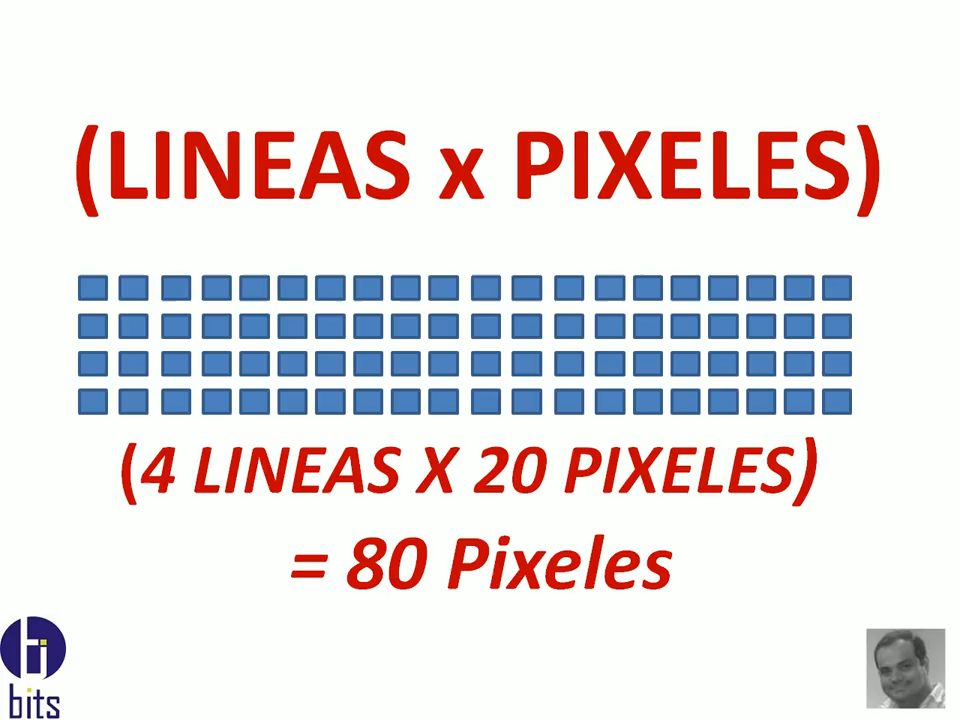 (LINEAS x PIXELES)
(4 LINEAS X 20 PIXELES)
= 80 Pixeles
bits